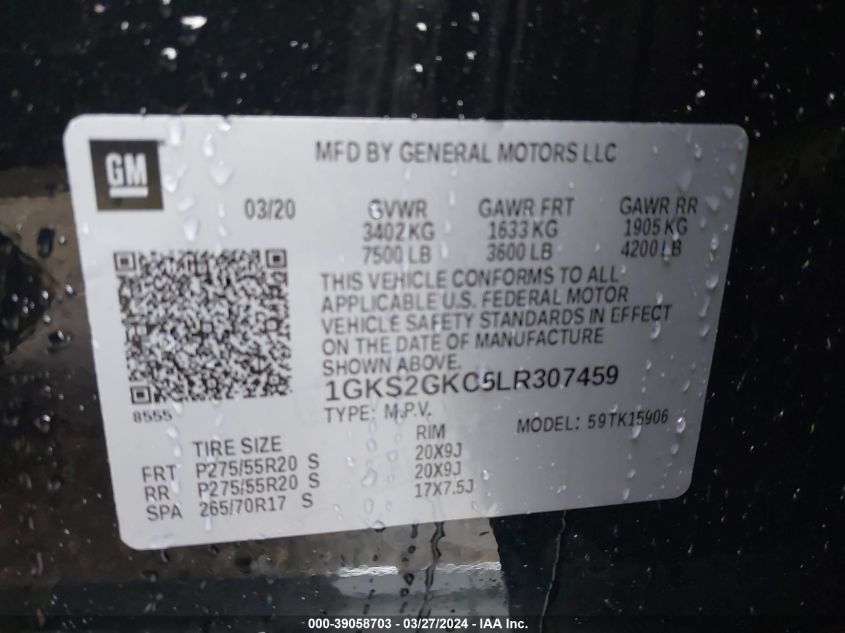 GM
MFD BY GENERAL MOTORS LLC
03/20 GVWR GAWR FRT GAWR RR
3402 KG 1633 KG 1905 KG
7500 LB 3600 LB 4200 LB
THIS VEHICLE CONFORMS TO ALL
APPLICABLE U.S. FEDERAL MOTOR
VEHICLE SAFETY STANDARDS IN EFFECT
ON THE DATE OF MANUFACTURE
SHOWN ABOVE.
1GKS2GKC5LR307459
8555 TYPE: M.P.V. MODEL: 59TK15906
TIRE SIZE RIM
FRT P275/55R20 S 20X9J
RR P275/55R20 S 20X9J
SPA 265/70R17 S 17X7.5J
000-39058703 - 03/27/2024 - IAA Inc.